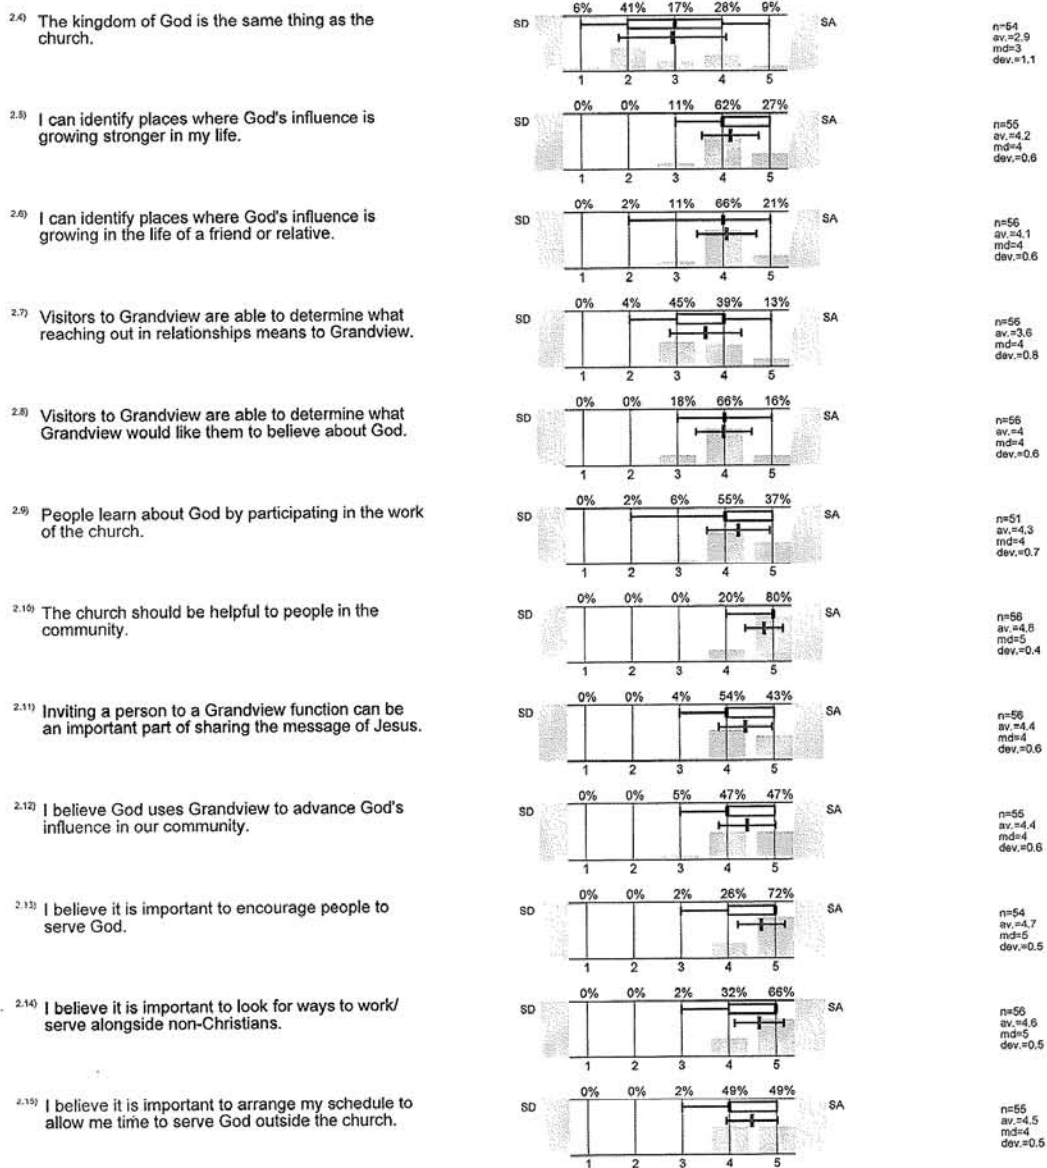 2.4) The kingdom of God is the same thing as the
church.
6% 41% 17% 28% 9%
SD SA
1 2 3 4 5
n=54
av.=2.9
md=3
dev.=1.1
2.5) I can identify places where God's influence is
growing stronger in my life.
0% 0% 11% 62% 27%
SD SA
1 2 3 4 5
n=55
av.=4.2
md=4
dev.=0.6
2.6) I can identify places where God's influence is
growing in the life of a friend or relative.
0% 2% 11% 66% 21%
SD SA
1 2 3 4 5
n=56
av.=4.1
md=4
dev.=0.6
2.7) Visitors to Grandview are able to determine what
reaching out in relationships means to Grandview.
0% 4% 45% 39% 13%
SD SA
1 2 3 4 5
n=56
av.=3.6
md=4
dev.=0.8
2.8) Visitors to Grandview are able to determine what
Grandview would like them to believe about God.
0% 0% 18% 66% 16%
SD SA
1 2 3 4 5
n=56
av.=4
md=4
dev.=0.6
2.9) People learn about God by participating in the work
of the church.
0% 2% 6% 55% 37%
SD SA
1 2 3 4 5
n=51
av.=4.3
md=4
dev.=0.7
2.10) The church should be helpful to people in the
community.
0% 0% 0% 20% 80%
SD SA
1 2 3 4 5
n=56
av.=4.8
md=5
dev.=0.4
2.11) Inviting a person to a Grandview function can be
an important part of sharing the message of Jesus.
0% 0% 4% 54% 43%
SD SA
1 2 3 4 5
n=56
av.=4.4
md=4
dev.=0.6
2.12) I believe God uses Grandview to advance God's
influence in our community.
0% 0% 5% 47% 47%
SD SA
1 2 3 4 5
n=55
av.=4.4
md=4
dev.=0.6
2.13) I believe it is important to encourage people to
serve God.
0% 0% 2% 26% 72%
SD SA
1 2 3 4 5
n=54
av.=4.7
md=5
dev.=0.5
2.14) I believe it is important to look for ways to work/
serve alongside non-Christians.
0% 0% 2% 32% 66%
SD SA
1 2 3 4 5
n=56
av.=4.6
md=5
dev.=0.5
2.15) I believe it is important to arrange my schedule to
allow me time to serve God outside the church.
0% 0% 2% 49% 49%
SD SA
1 2 3 4 5
n=55
av.=4.5
md=4
dev.=0.5